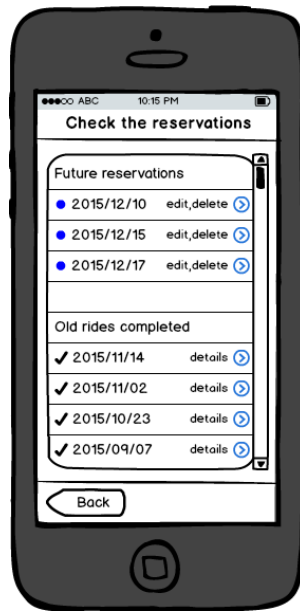 ABC 10:15 PM
Check the reservations
Future reservations
2015/12/10 edit,delete
2015/12/15 edit,delete
2015/12/17 edit,delete
Old rides completed
2015/11/14 details
2015/11/02 details
2015/10/23 details
2015/09/07 details
Back